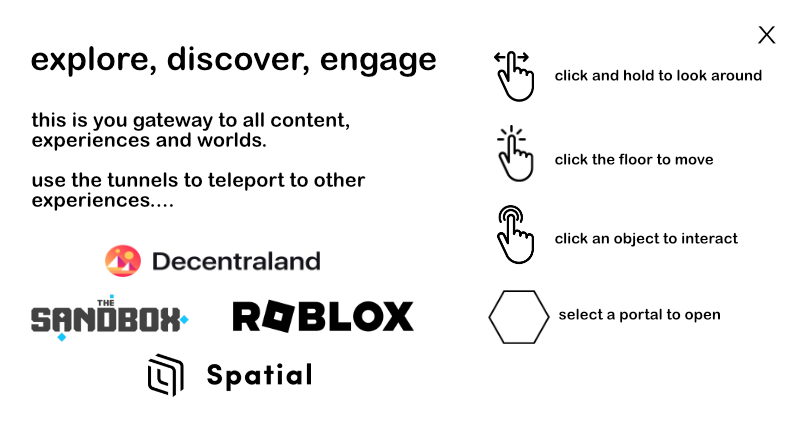 X
explore, discover, engage
this is you gateway to all content,
experiences and worlds.
use the tunnels to teleport to other
experiences....
Decentraland
THE
SANDBOX
ROBLOX
Spatial
click and hold to look around
click the floor to move
click an object to interact
select a portal to open